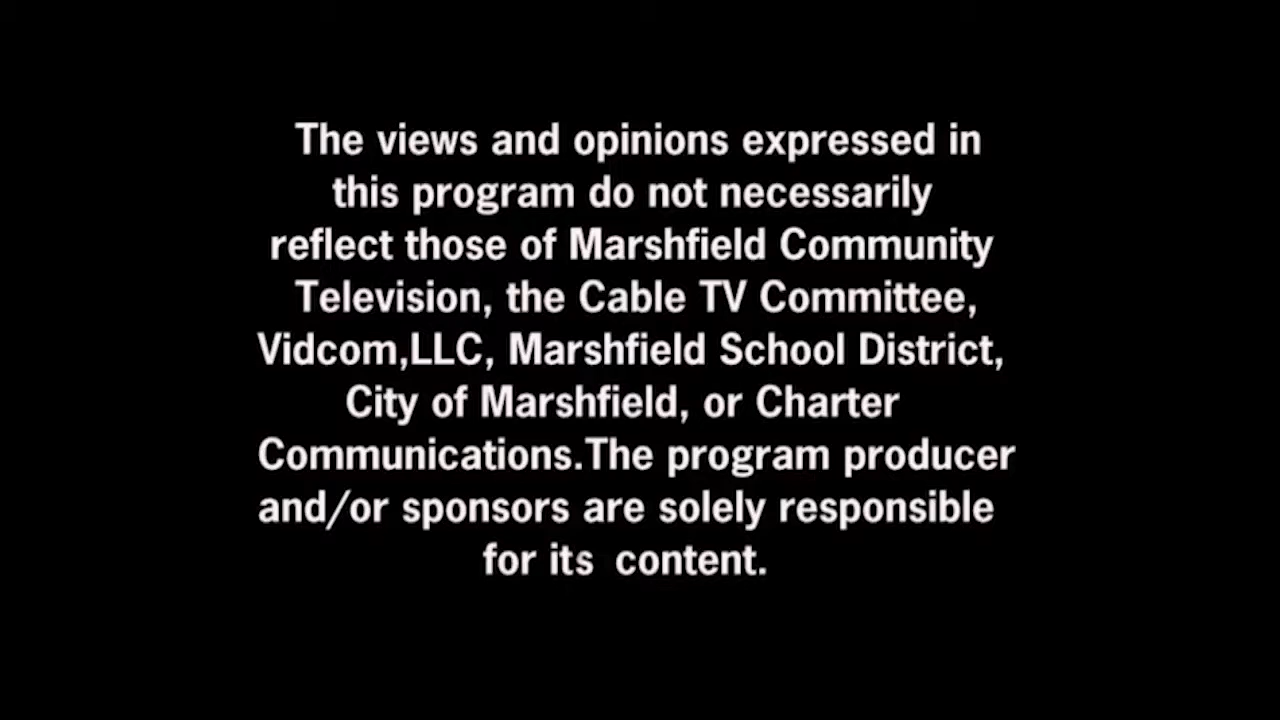 The views and opinions expressed in
this program do not necessarily
reflect those of Marshfield Community
Television, the Cable TV Committee,
Vidcom,LLC, Marshfield School District,
City of Marshfield, or Charter
Communications.The program producer
and/or sponsors are solely responsible
for its  content.